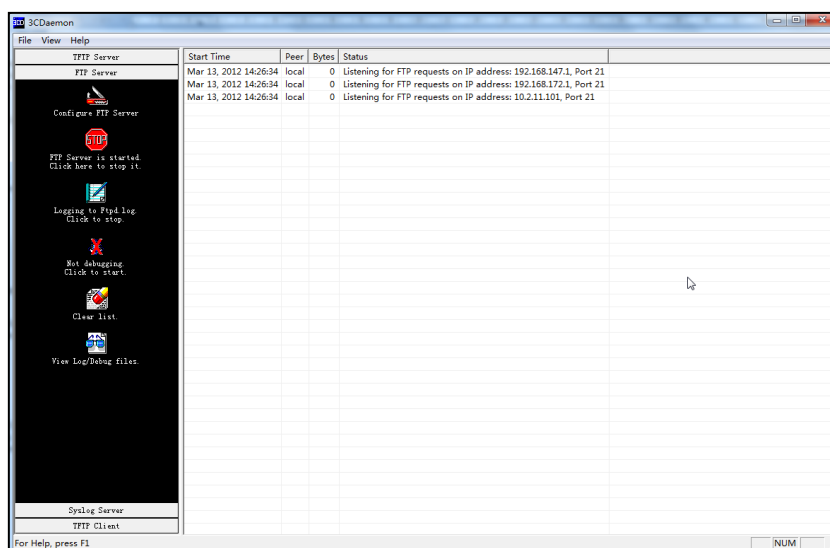 3CD 3CDaemon
File View Help
TFTP Server
FTP Server
Configure FTP Server
STOP
FTP Server is started.
Click here to stop it.
Logging to Ftpd.log.
Click to stop.
Not debugging.
Click to start.
Clear list.
View Log/Debug files.
Syslog Server
TFTP Client
Start Time Peer Bytes Status
Mar 13, 2012 14:26:34 local 0 Listening for FTP requests on IP address: 192.168.147.1, Port 21
Mar 13, 2012 14:26:34 local 0 Listening for FTP requests on IP address: 192.168.172.1, Port 21
Mar 13, 2012 14:26:34 local 0 Listening for FTP requests on IP address: 10.2.11.101, Port 21
For Help, press F1
NUM